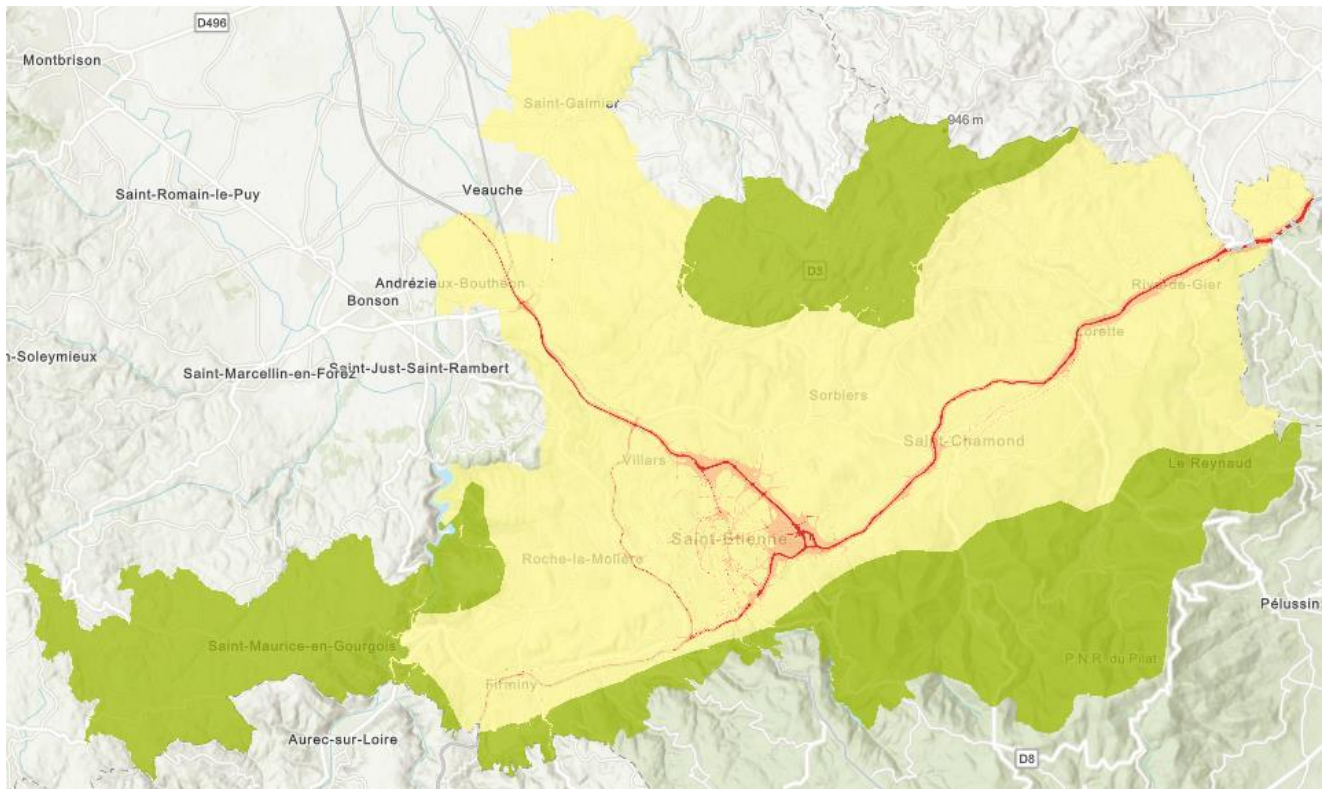 D496
Montbrison
Saint-Galmier
946 m
Saint-Romain-le-Puy
Veauche
D3
Andrézieux-Bouthéon
Rive-de-Gier
Bonson
Lorette
n-Soleymieux
Saint-Marcellin-en-Forez
Saint-Just-Saint-Rambert
Sorbiers
Saint-Chamond
Villars
Le Reynaud
Saint-Étienne
Roche-la-Molière
Pélussin
Saint-Maurice-en-Gourgois
P.N.R. du Pilat
Firminy
Aurec-sur-Loire
D8